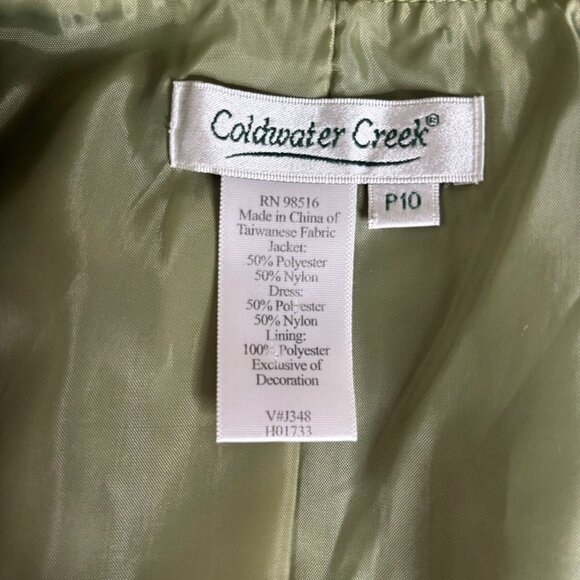 Coldwater Creek®
P10
RN 98516
Made in China of
Taiwanese Fabric
Jacket:
50% Polyester
50% Nylon
Dress:
50% Polyester
50% Nylon
Lining:
100% Polyester
Exclusive of
Decoration
V#J348
H01733